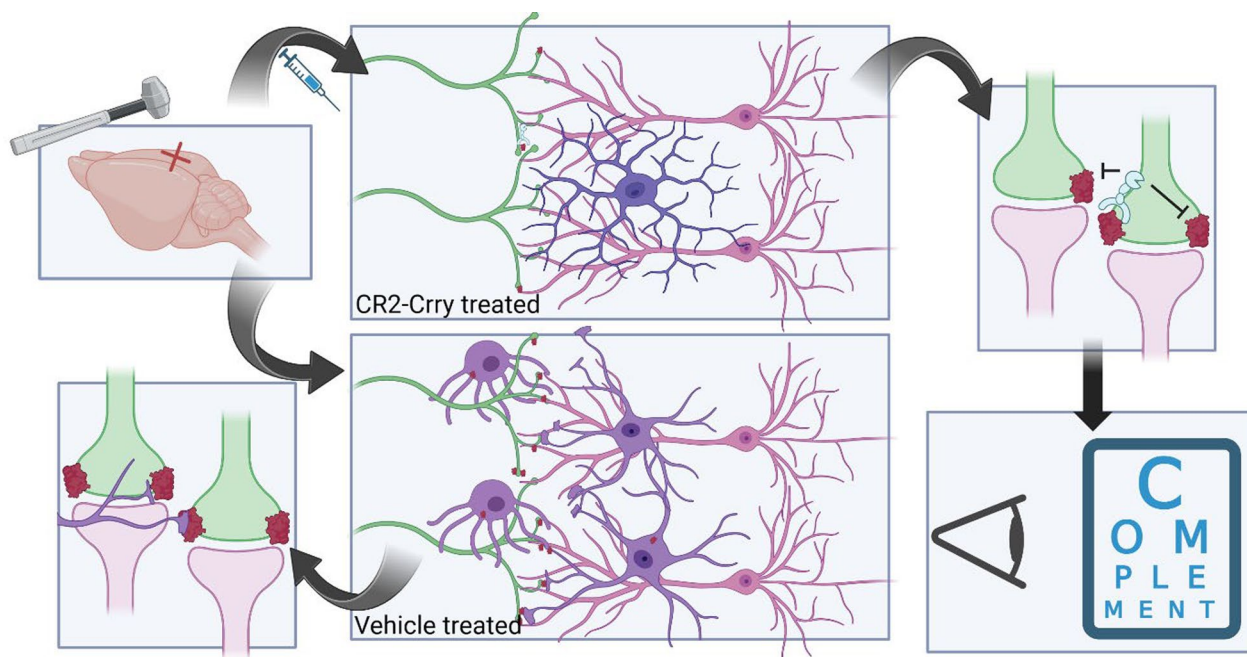 CR2-Crry treated
Vehicle treated
C
O M
P L E
M E N T